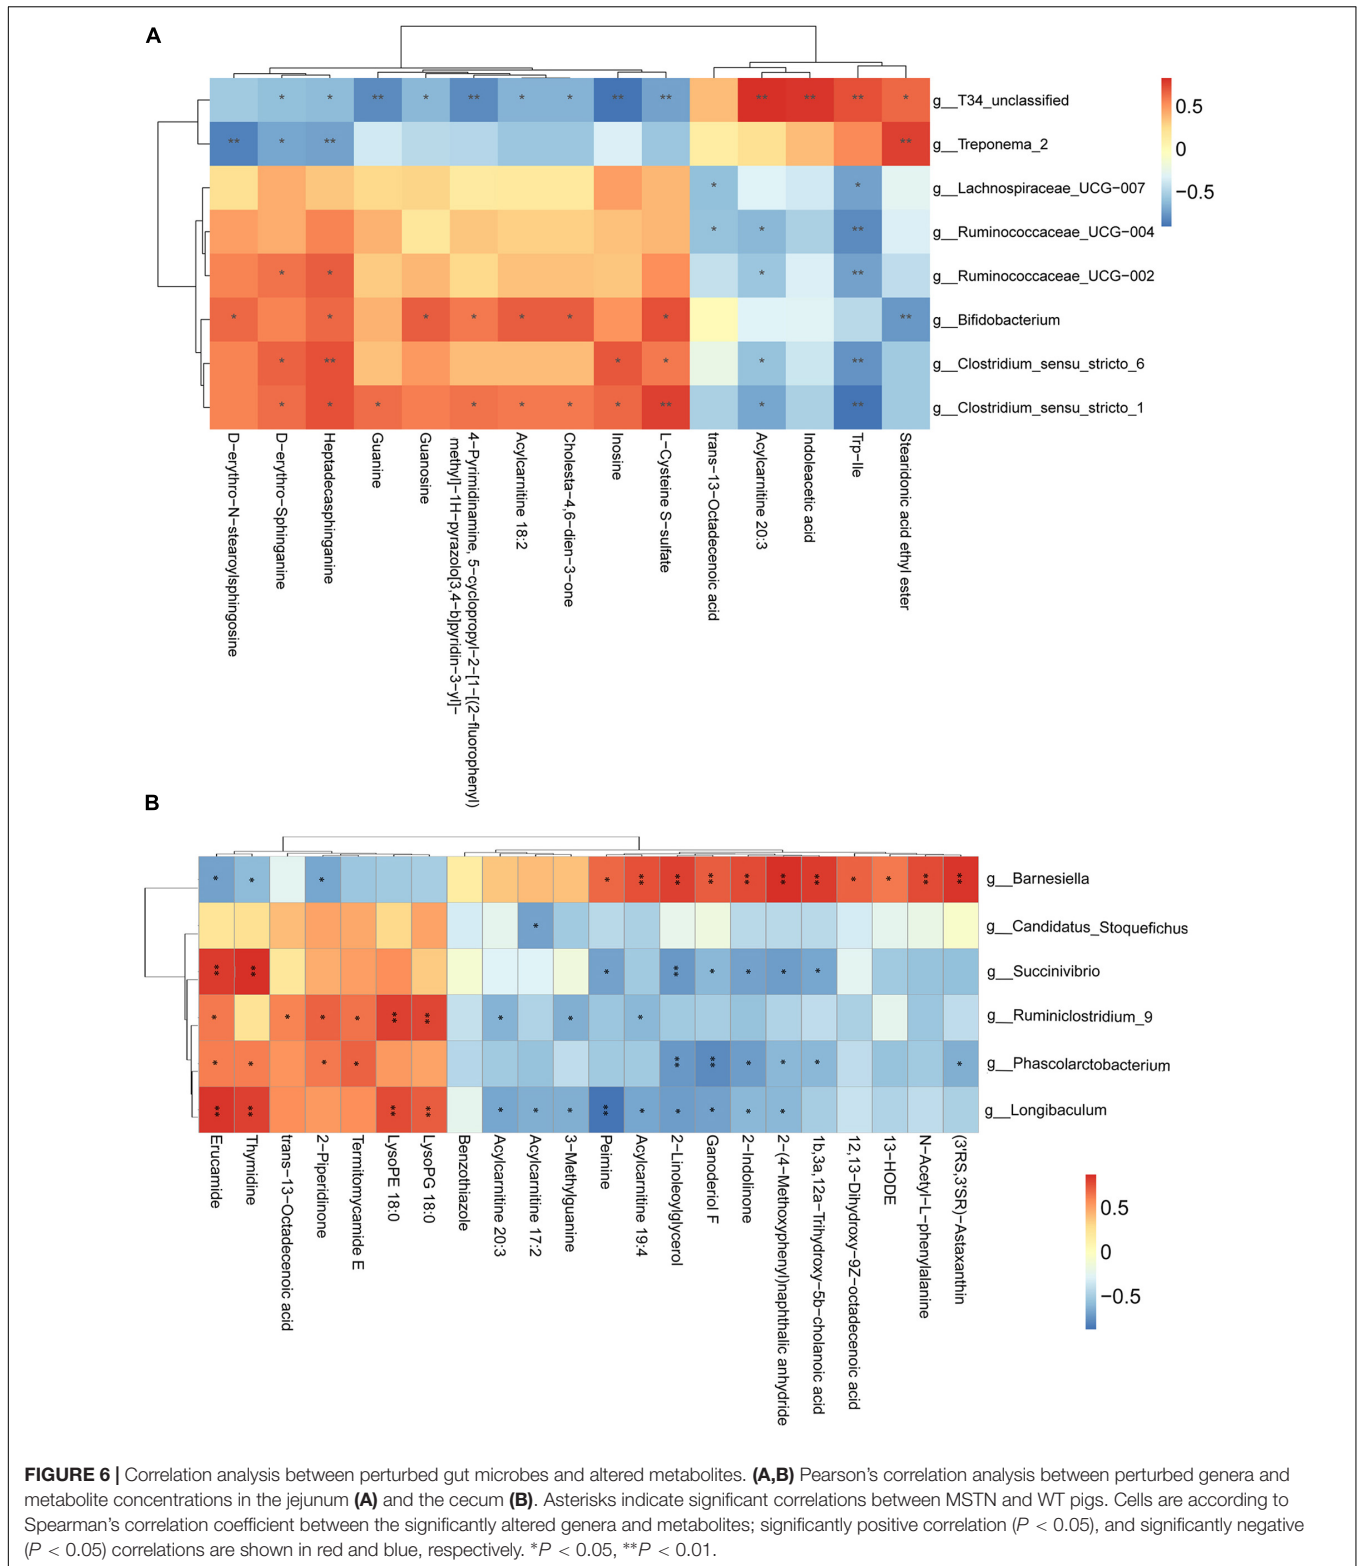 A
* * ** * ** * * ** ** ** ** ** *
g__T34_unclassified
** * ** **
g__Treponema_2
* *
g__Lachnospiraceae_UCG−007
* * **
g__Ruminococcaceae_UCG−004
* * * **
g__Ruminococcaceae_UCG−002
* * * * * * * **
g__Bifidobacterium
* ** * * * **
g__Clostridium_sensu_stricto_6
* * * * * * * ** * **
g__Clostridium_sensu_stricto_1
0.5
0
−0.5
D−erythro−N−stearoylsphingosine
D−erythro−Sphinganine
Heptadecasphinganine
Guanine
Guanosine
4−Pyrimidinamine, 5−cyclopropyl−2−[1−[(2−fluorophenyl)
methyl]−1H−pyrazolo[3,4−b]pyridin−3−yl]−
Acylcarnitine 18:2
Cholesta−4,6−dien−3−one
Inosine
L−Cysteine S−sulfate
trans−13−Octadecenoic acid
Acylcarnitine 20:3
Indoleacetic acid
Trp−Ile
Stearidonic acid ethyl ester
B
* * * * ** ** ** ** ** ** * * ** **
g__Barnesiella
*
g__Candidatus_Stoquefichus
** ** * ** * * * *
g__Succinivibrio
* * * * ** ** * * *
g__Ruminiclostridium_9
* * * * ** ** * * * *
g__Phascolarctobacterium
** ** ** ** * * * ** * * * * *
g__Longibaculum
Erucamide
Thymidine
trans−13−Octadecenoic acid
2−Piperidinone
Termitomycamide E
LysoPE 18:0
LysoPG 18:0
Benzothiazole
Acylcarnitine 20:3
Acylcarnitine 17:2
3−Methylguanine
Peimine
Acylcarnitine 19:4
2−Linoleoylglycerol
Ganoderiol F
2−Indolinone
2−(4−Methoxyphenyl)naphthalic anhydride
1b,3a,12a−Trihydroxy−5b−cholanoic acid
12,13−Dihydroxy−9Z−octadecenoic acid
13−HODE
N−Acetyl−L−phenylalanine
(3'RS,3'SR)−Astaxanthin
0.5
0
−0.5
FIGURE 6 | Correlation analysis between perturbed gut microbes and altered metabolites. (A,B) Pearson's correlation analysis between perturbed genera and
metabolite concentrations in the jejunum (A) and the cecum (B). Asterisks indicate significant correlations between MSTN and WT pigs. Cells are according to
Spearman's correlation coefficient between the significantly altered genera and metabolites; significantly positive correlation (P < 0.05), and significantly negative
(P < 0.05) correlations are shown in red and blue, respectively. *P < 0.05, **P < 0.01.